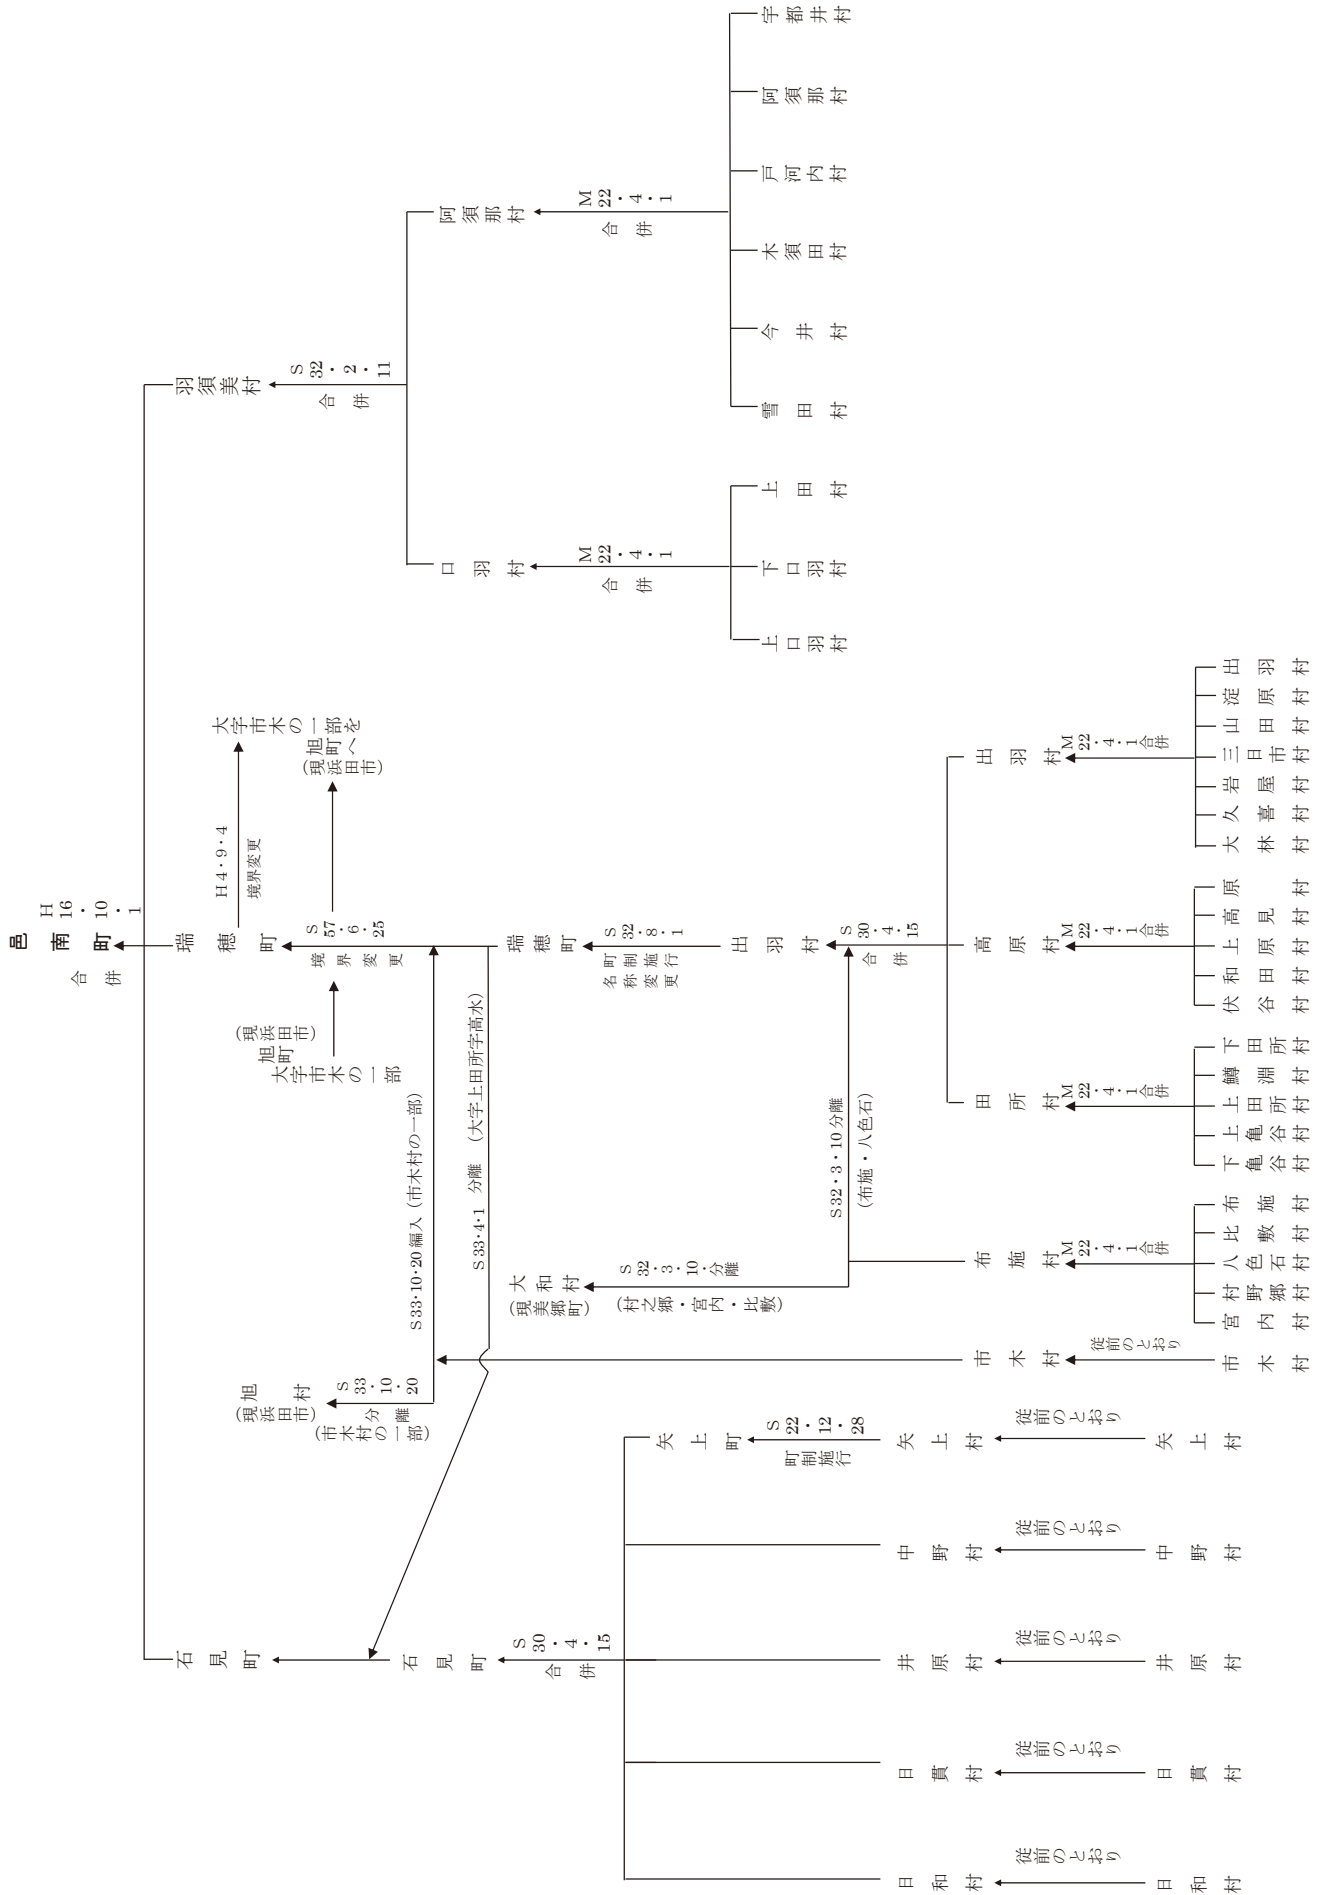 邑南町
H16・10・1
合併
石見町
瑞穂町
羽須美村
H4・9・4
境界変更
大字市木の一部を
旭町へ
(現浜田市)
S57・6・25
境界変更
(現浜田市)
旭町
大字市木の一部
S32・2・11
合併
旭村
(現浜田市)
S33・10・20
分離
(市木村の一部)
S33・10・20編入(市木村の一部)
S33・4・1 分離 (大字上田所字高水)
石見町
瑞穂町
口羽村
阿須那村
S30・4・15
合併
大和村
(現美郷町)
S32・3・10・分離
(村之郷・宮内・比敷)
S32・8・1
町制施行
名称変更
M22・4・1
合併
M22・4・1
合併
矢上町
S22・12・28
町制施行
出羽村
S32・3・10分離
(布施・八色石)
S30・4・15
合併
上口羽村
下口羽村
上田村
雪田村
今井村
木須田村
戸河内村
阿須那村
宇都井村
日和村
日貫村
井原村
中野村
矢上村
市木村
布施村
田所村
高原村
出羽村
従前のとおり
従前のとおり
従前のとおり
従前のとおり
従前のとおり
従前のとおり
M22・4・1合併
M22・4・1合併
M22・4・1合併
M22・4・1合併
日和村
日貫村
井原村
中野村
矢上村
市木村
宮内村
村野郷村
八色石村
比敷村
布施村
下亀谷村
上亀谷村
上田所村
鱒淵村
下田所村
伏谷村
和田村
上原村
高見村
原村
大林村
久喜村
岩屋村
三日市村
山田村
淀原村
出羽村